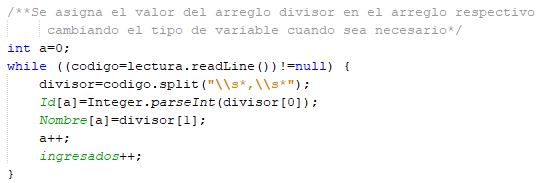 /**Se asigna el valor del arreglo divisor en el arreglo respectivo
cambiando el tipo de variable cuando sea necesario*/
int a=0;
while ((codigo=lectura.readLine())!=null) {
divisor=codigo.split("\\s*,\\s*");
Id[a]=Integer.parseInt(divisor[0]);
Nombre[a]=divisor[1];
a++;
ingresados++;
}